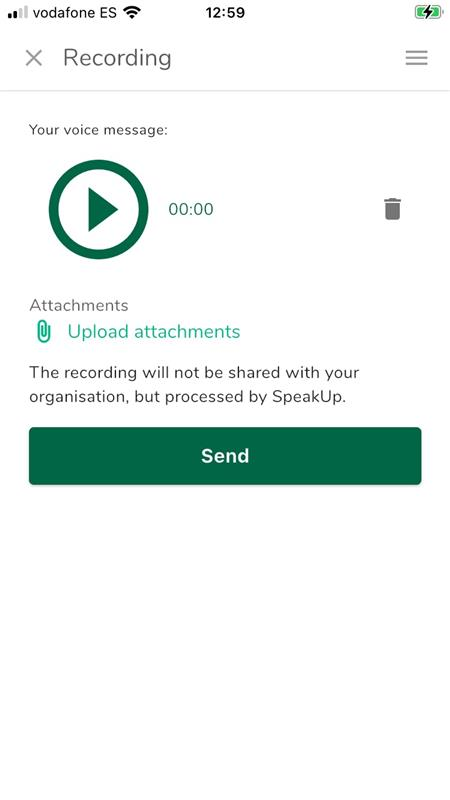 vodafone ES 12:59
Recording
Your voice message:
00:00
Attachments
Upload attachments
The recording will not be shared with your
organisation, but processed by SpeakUp.
Send